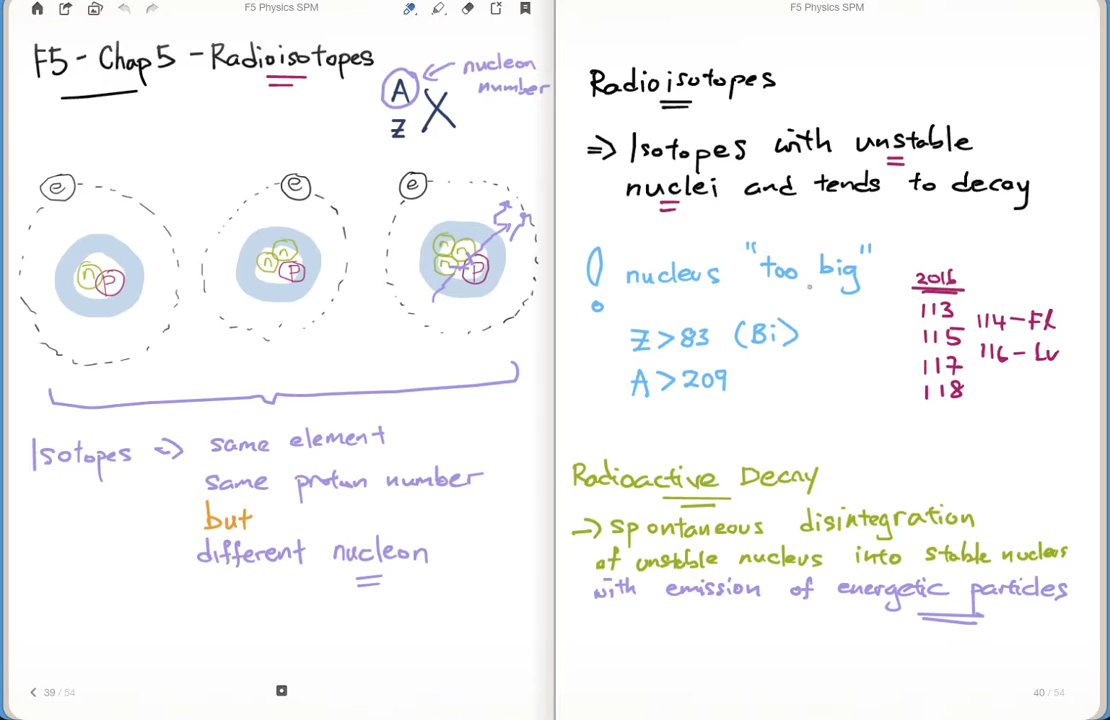 F5 Physics SPM
F5 - Chap 5 - Radioisotopes
A
Z
X
nucleon
number
e
e
e
n
p
n
n
p
n
n
n
p
Isotopes => same element
same proton number
but
different nucleon
39 / 54
F5 Physics SPM
Radioisotopes
=> Isotopes with unstable
nuclei and tends to decay
! nucleus "too big"
Z > 83 (Bi)
A > 209
2016
113
115
117
118
114 - Fl
116 - Lv
Radioactive Decay
→ spontaneous disintegration
of unstable nucleus into stable nucleus
with emission of energetic particles
40 / 54